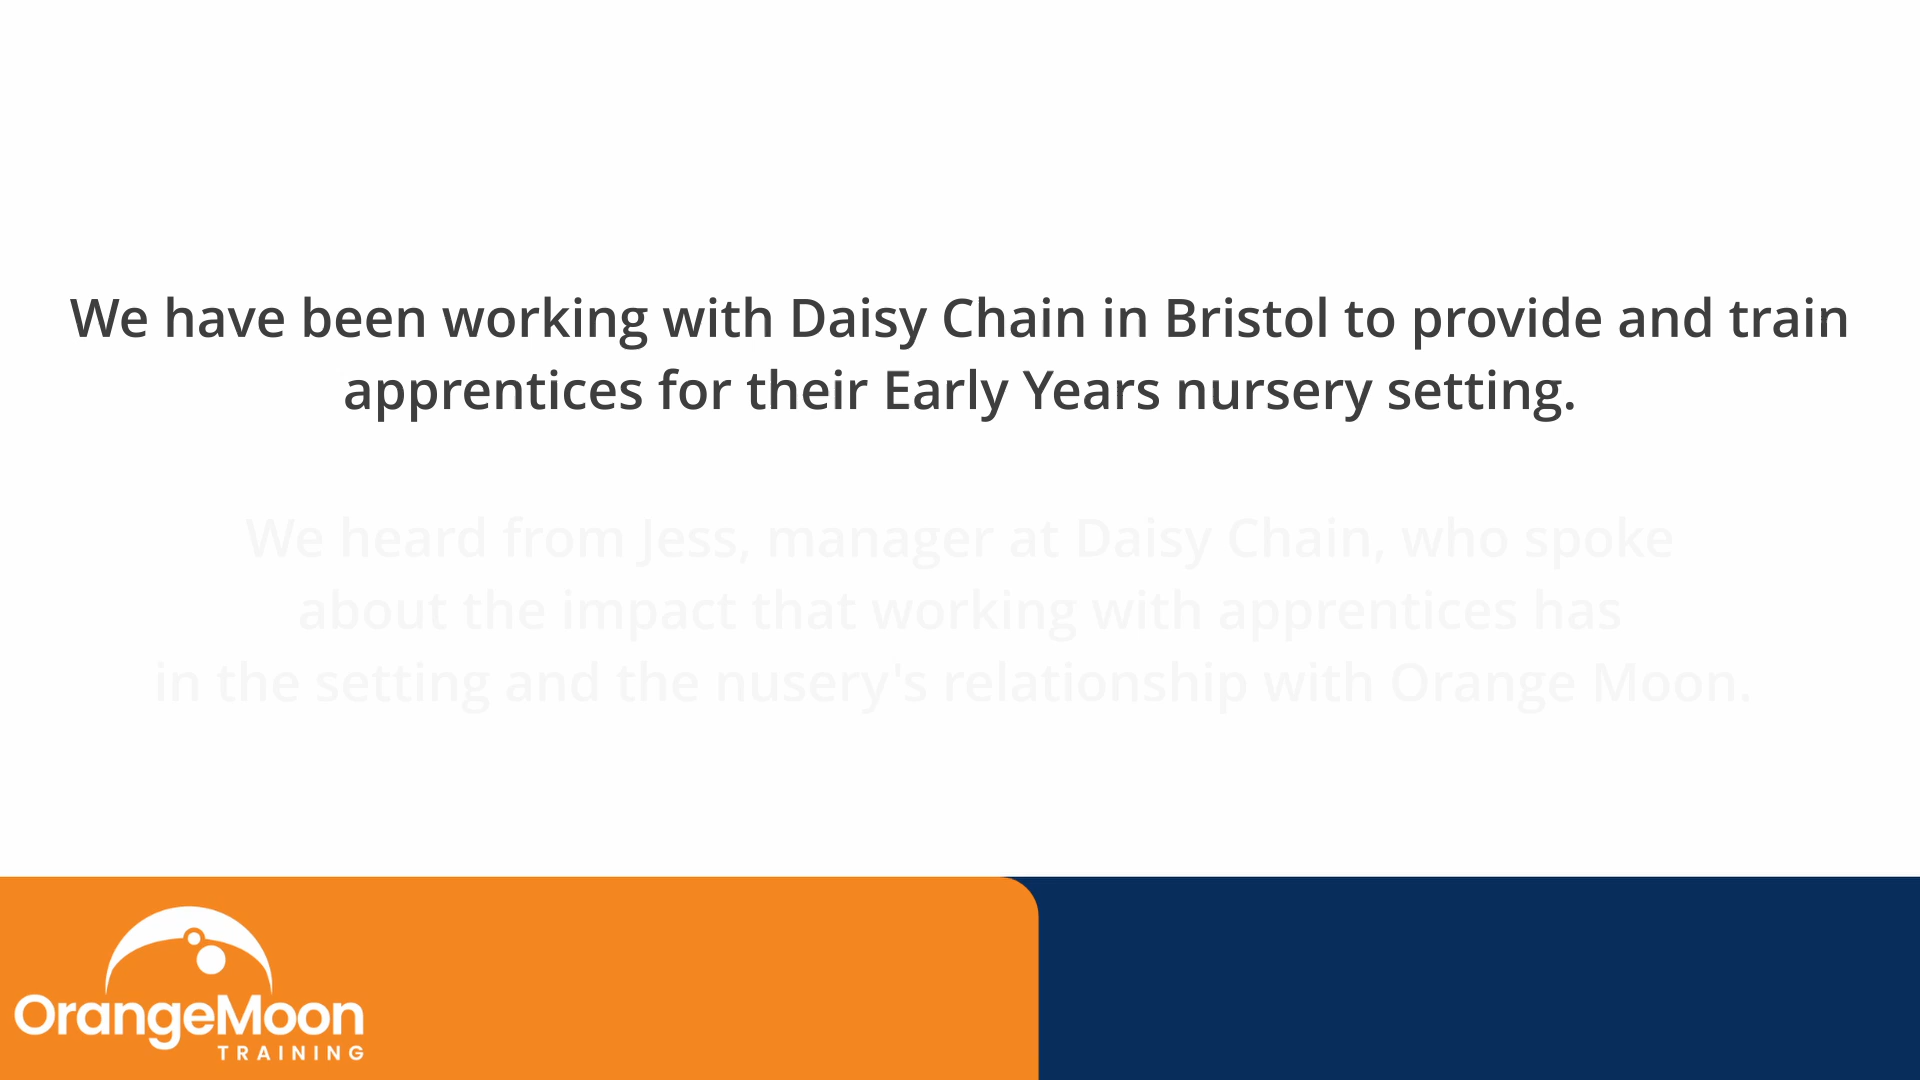 We have been working with Daisy Chain in Bristol to provide and train
apprentices for their Early Years nursery setting.
We heard from Jess, manager at Daisy Chain, who spoke
about the impact that working with apprentices has
in the setting and the nusery's relationship with Orange Moon.
OrangeMoon
TRAINING